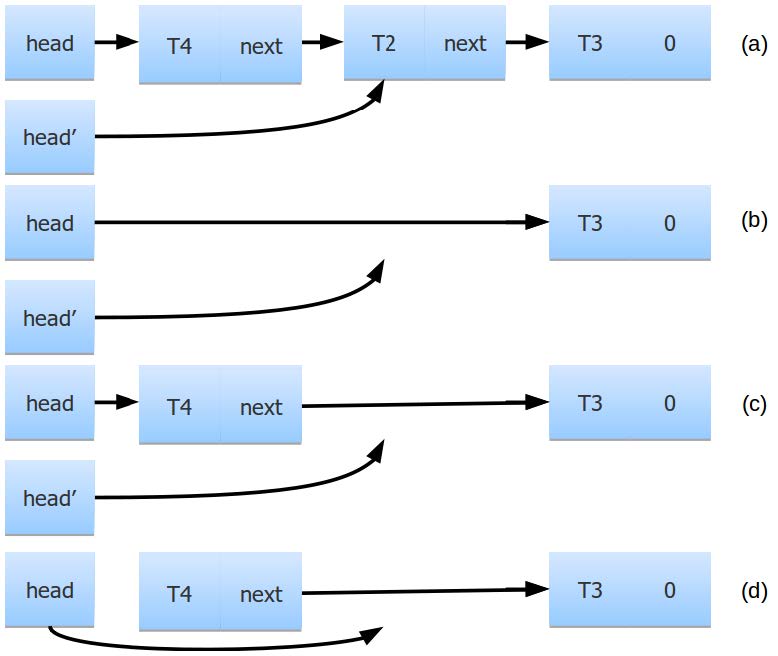 head T4 next T2 next T3 0 (a)
head′
head T3 0 (b)
head′
head T4 next T3 0 (c)
head′
head T4 next T3 0 (d)